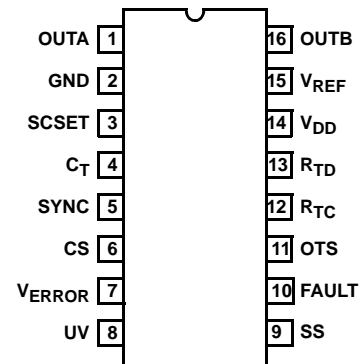 OUTA 1 16 OUTB
GND 2 15 VREF
SCSET 3 14 VDD
CT 4 13 RTD
SYNC 5 12 RTC
CS 6 11 OTS
VERROR 7 10 FAULT
UV 8 9 SS